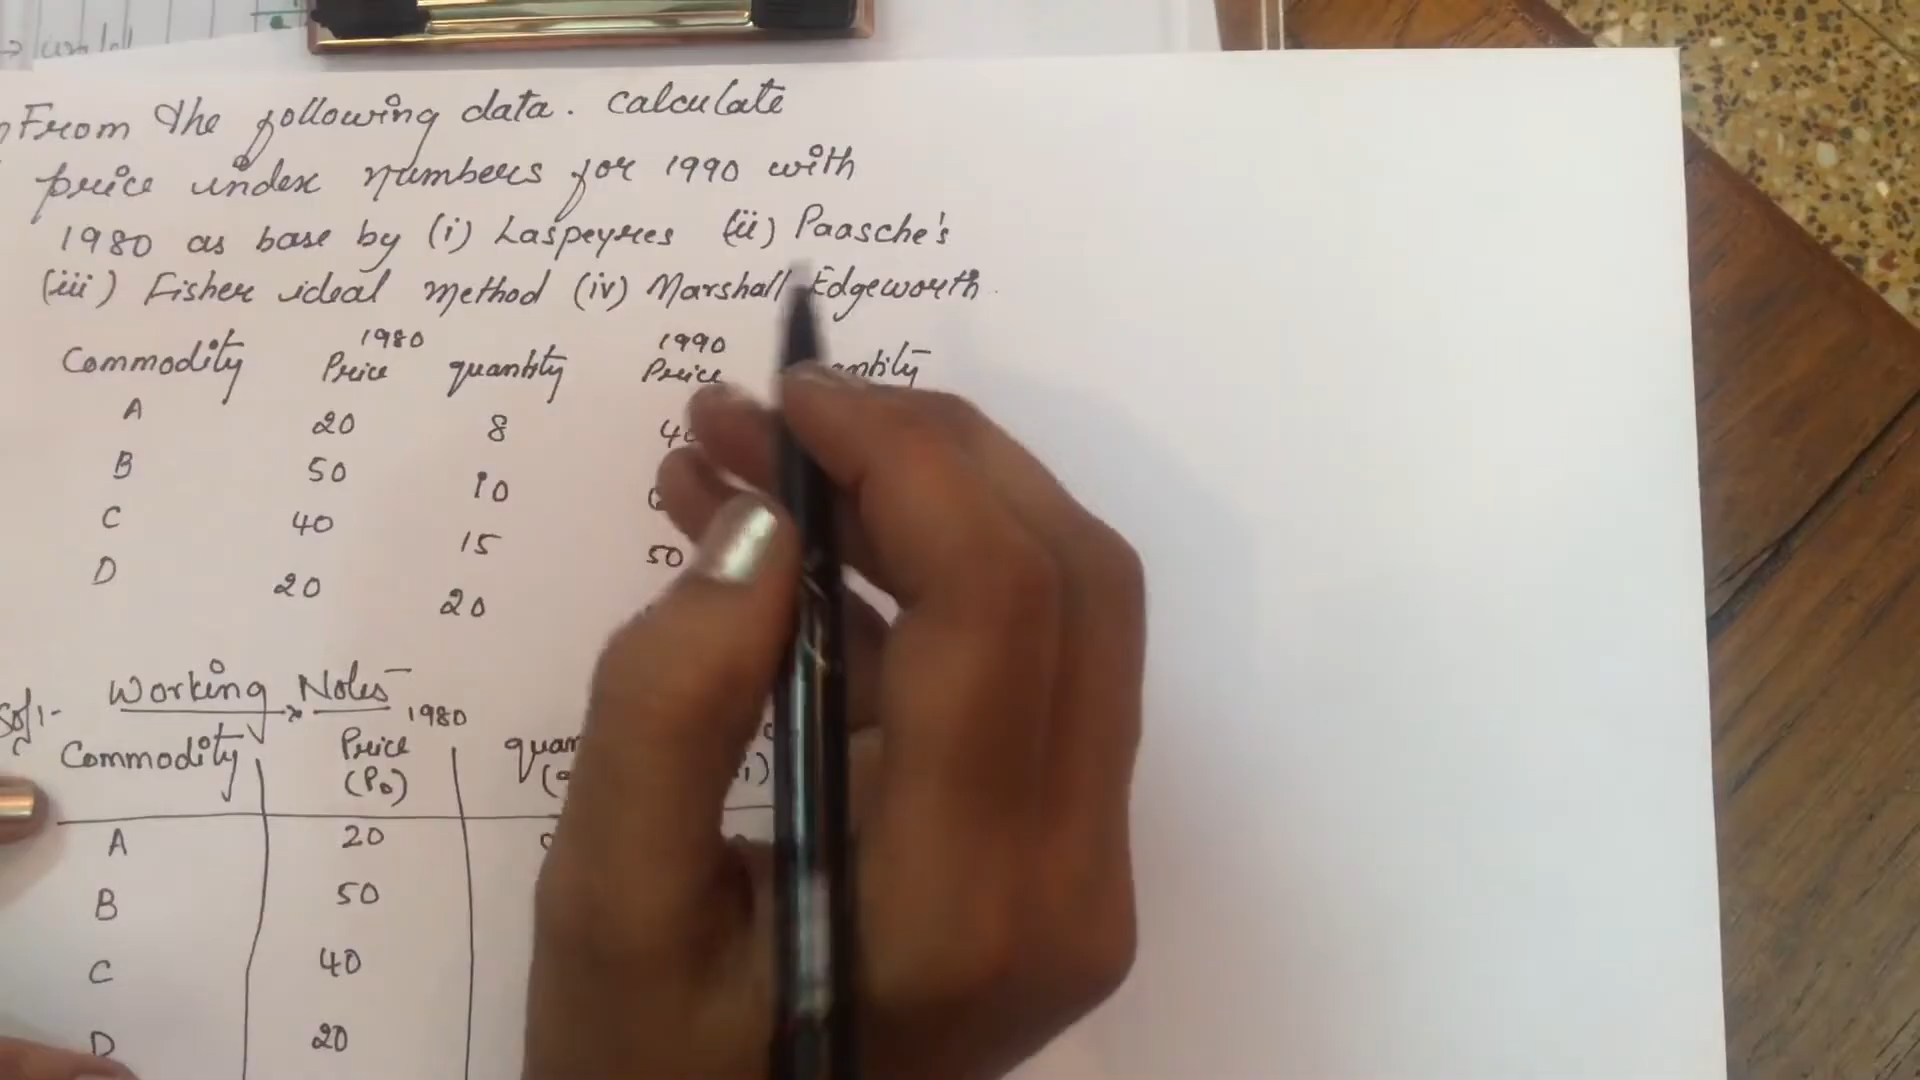 From the following data. Calculate
price index numbers for 1990 with
1980 as base by (i) Laspeyres (ii) Paasche's
(iii) Fisher ideal method (iv) Marshall Edgeworth.
1980 1990
Commodity Price quantity Price
A 20 8
B 50 10
C 40 15 50
D 20 20
Working Notes
1980
Commodity Price
(P0)
A 20
B 50
C 40
D 20